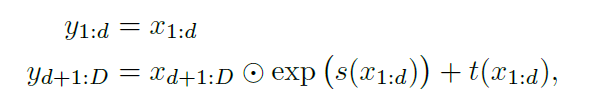 y_{1:d} = x_{1:d}
y_{d+1:D} = x_{d+1:D} ⊙ exp (s(x_{1:d})) + t(x_{1:d}),